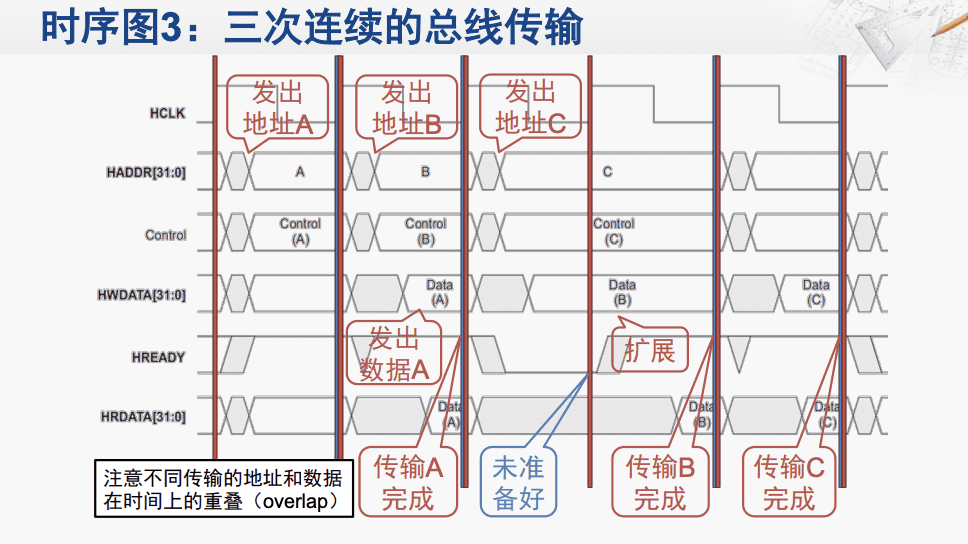 时序图3：三次连续的总线传输
发出
地址A
发出
地址B
发出
地址C
HCLK
HADDR[31:0]
A
B
C
Control
Control
(A)
Control
(B)
Control
(C)
HWDATA[31:0]
Data
(A)
Data
(B)
Data
(C)
HREADY
发出
数据A
扩展
HRDATA[31:0]
Data
(A)
Data
(B)
Data
(C)
注意不同传输的地址和数据
在时间上的重叠（overlap）
传输A
完成
未准
备好
传输B
完成
传输C
完成